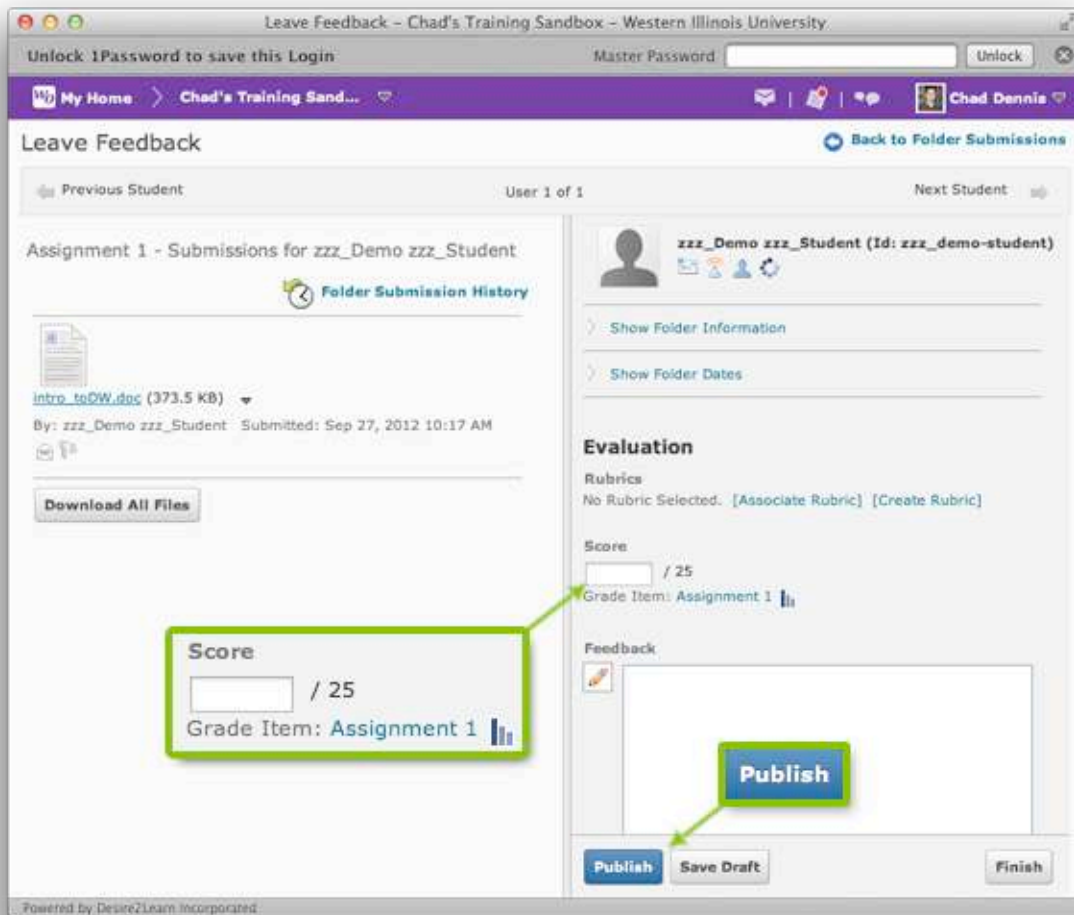 Leave Feedback – Chad's Training Sandbox – Western Illinois University
Unlock 1Password to save this Login Master Password Unlock
My Home Chad's Training Sand... Chad Dennis
Leave Feedback Back to Folder Submissions
Previous Student User 1 of 1 Next Student
Assignment 1 - Submissions for zzz_Demo zzz_Student
Folder Submission History
intro_toDW.doc (373.5 KB)
By: zzz_Demo zzz_Student Submitted: Sep 27, 2012 10:17 AM
Download All Files
zzz_Demo zzz_Student (Id: zzz_demo-student)
Show Folder Information
Show Folder Dates
Evaluation
Rubrics
No Rubric Selected. [Associate Rubric] [Create Rubric]
Score
/ 25
Grade Item: Assignment 1
Score
/ 25
Grade Item: Assignment 1
Feedback
Publish
Publish Save Draft Finish
Powered by Desire2Learn Incorporated